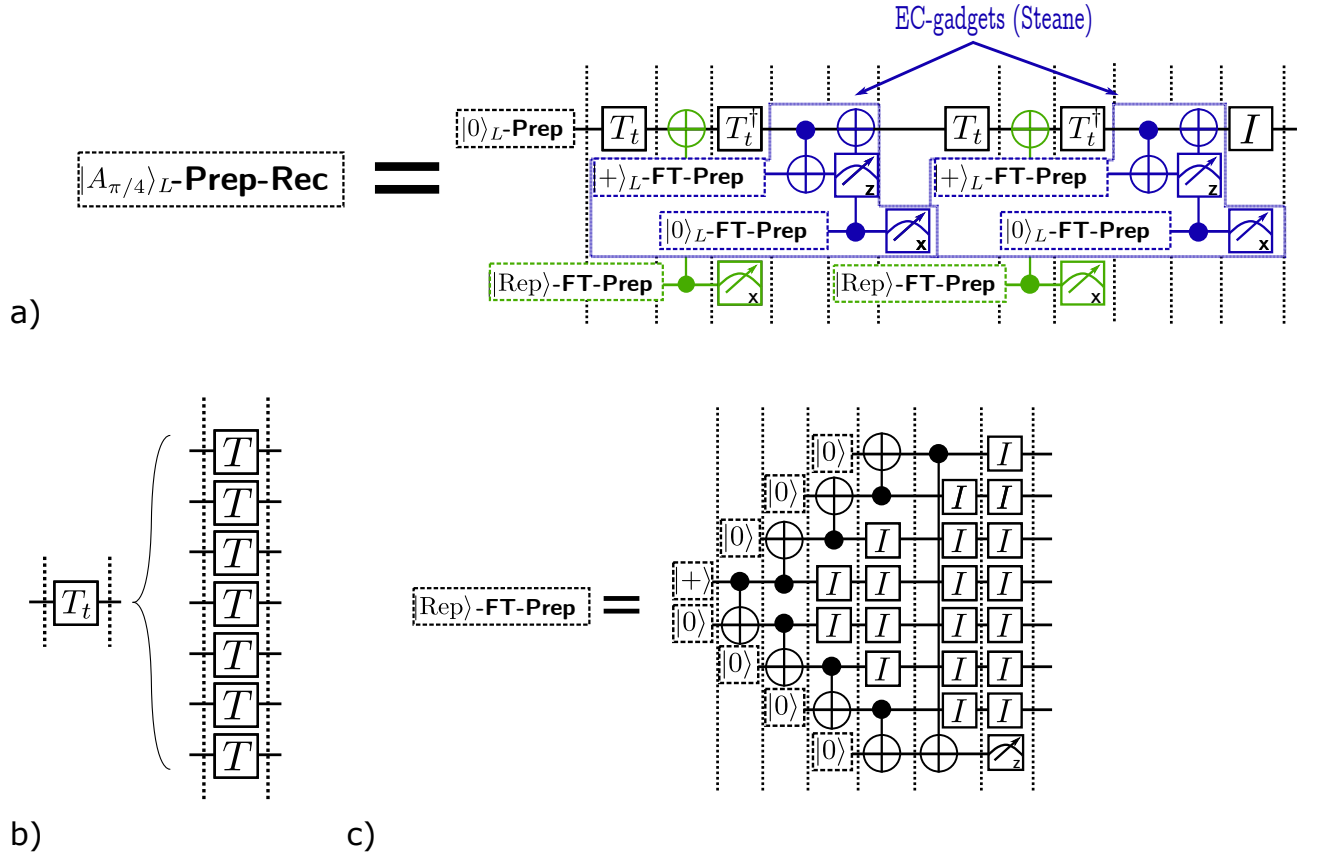 EC-gadgets (Steane)
|A_{π/4}⟩_L-Prep-Rec
|0⟩_L-Prep T_t T_t^† T_t T_t^† I
|+⟩_L-FT-Prep z |+⟩_L-FT-Prep z
|0⟩_L-FT-Prep x |0⟩_L-FT-Prep x
|Rep⟩-FT-Prep x |Rep⟩-FT-Prep x
a)
T_t
T
T
T
T
T
T
T
b)
|Rep⟩-FT-Prep
|0⟩ I
|0⟩ I I
|0⟩ I I I
|+⟩ I I I I
|0⟩ I I I I
|0⟩ I I I
|0⟩ I I
|0⟩ z
c)